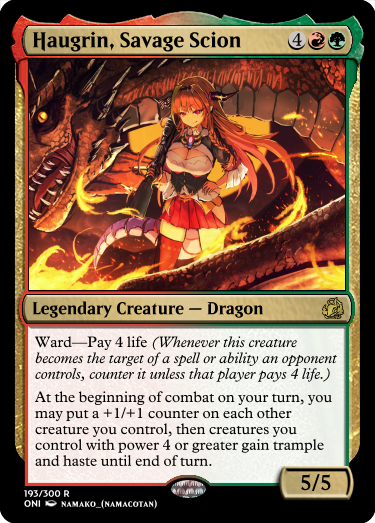 Haugrin, Savage Scion 4
Legendary Creature — Dragon
Ward—Pay 4 life (Whenever this creature
becomes the target of a spell or ability an opponent
controls, counter it unless that player pays 4 life.)
At the beginning of combat on your turn, you
may put a +1/+1 counter on each other
creature you control, then creatures you
control with power 4 or greater gain trample
and haste until end of turn.
5/5
193/300 R
ONI NAMAKO_(NAMACOTAN)